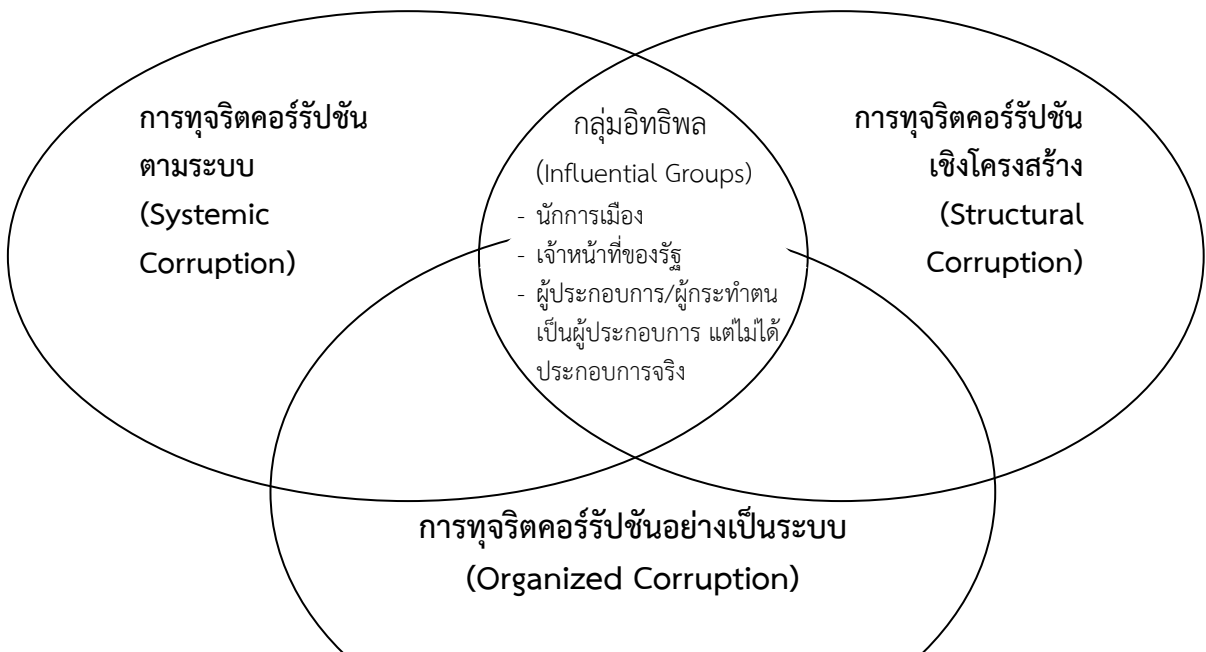 การทุจริตคอร์รัปชัน
ตามระบบ
(Systemic
Corruption)
กลุ่มอิทธิพล
(Influential Groups)
- นักการเมือง
- เจ้าหน้าที่ของรัฐ
- ผู้ประกอบการ/ผู้กระทำตน
เป็นผู้ประกอบการ แต่ไม่ได้
ประกอบการจริง
การทุจริตคอร์รัปชัน
เชิงโครงสร้าง
(Structural
Corruption)
การทุจริตคอร์รัปชันอย่างเป็นระบบ
(Organized Corruption)